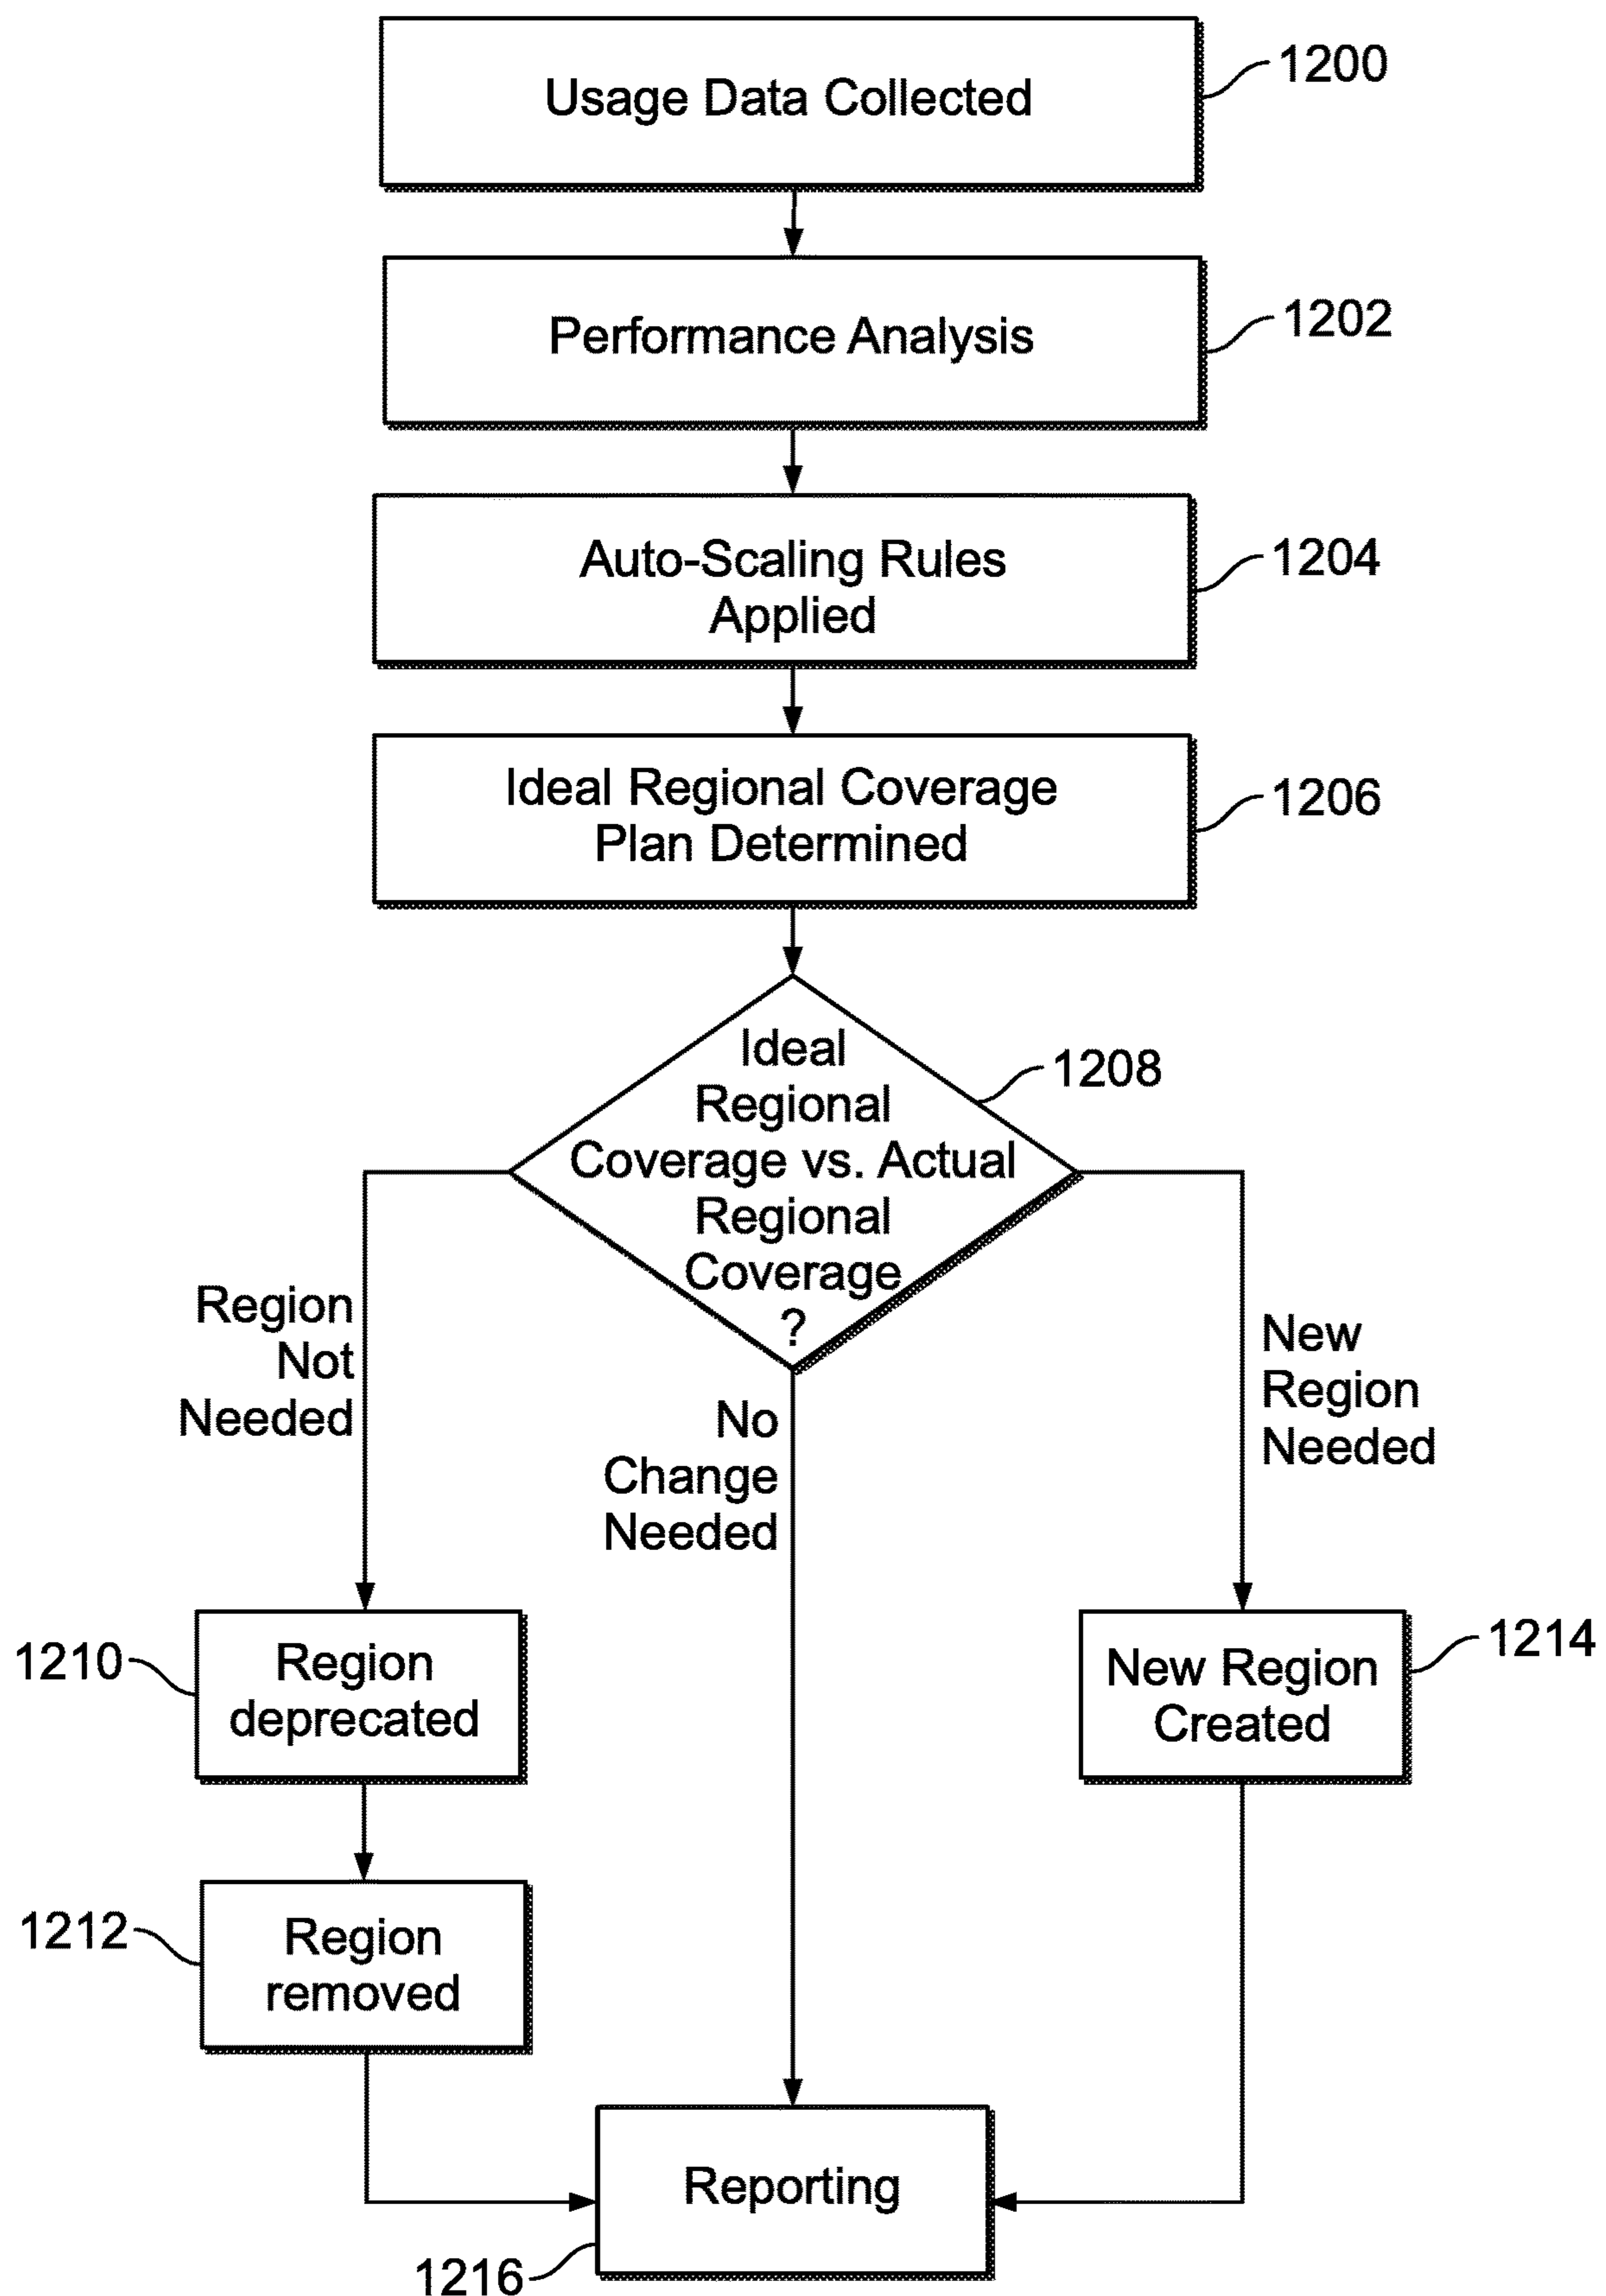 Usage Data Collected
1200
Performance Analysis
1202
Auto-Scaling Rules
Applied
1204
Ideal Regional Coverage
Plan Determined
1206
Ideal
Regional
Coverage vs. Actual
Regional
Coverage
?
1208
Region
Not
Needed
No
Change
Needed
New
Region
Needed
1210
Region
deprecated
New Region
Created
1214
1212
Region
removed
Reporting
1216